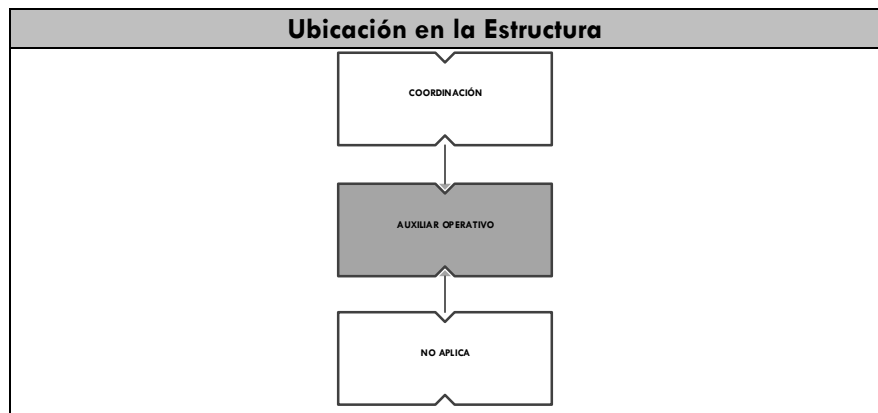 Ubicación en la Estructura
COORDINACIÓN
AUXILIAR OPERATIVO
NO APLICA